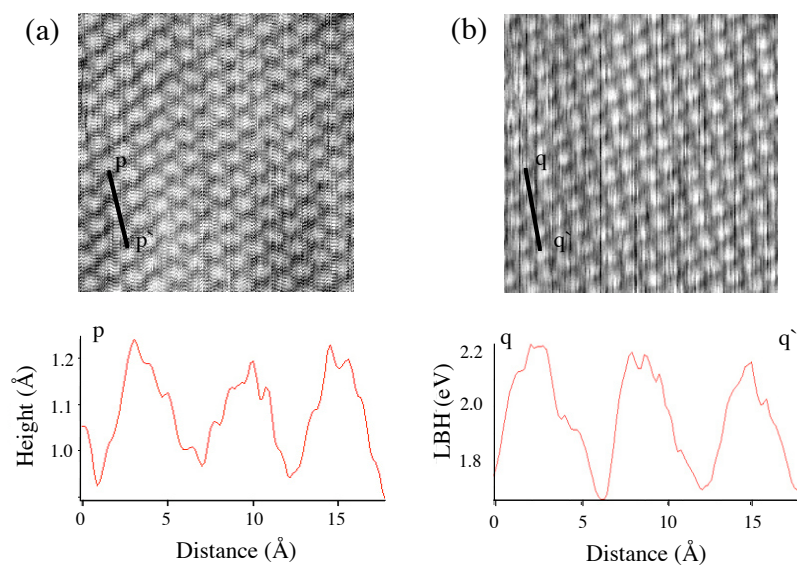 (a)
(b)
p
p`
q
q`
p
1.2
1.1
1.0
Height (Å)
0
5
10
15
Distance (Å)
q
q`
2.2
2.0
1.8
LBH (eV)
0
5
10
15
Distance (Å)